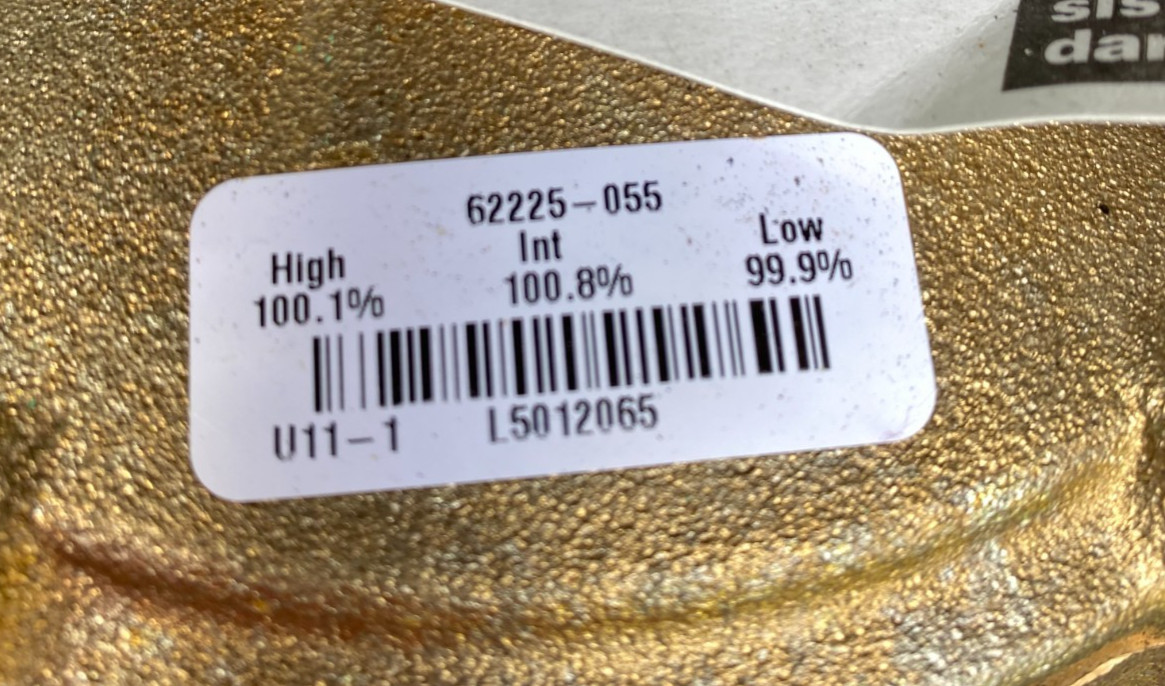 62225-055
High Int Low
100.1% 100.8% 99.9%
U11-1 L5012065